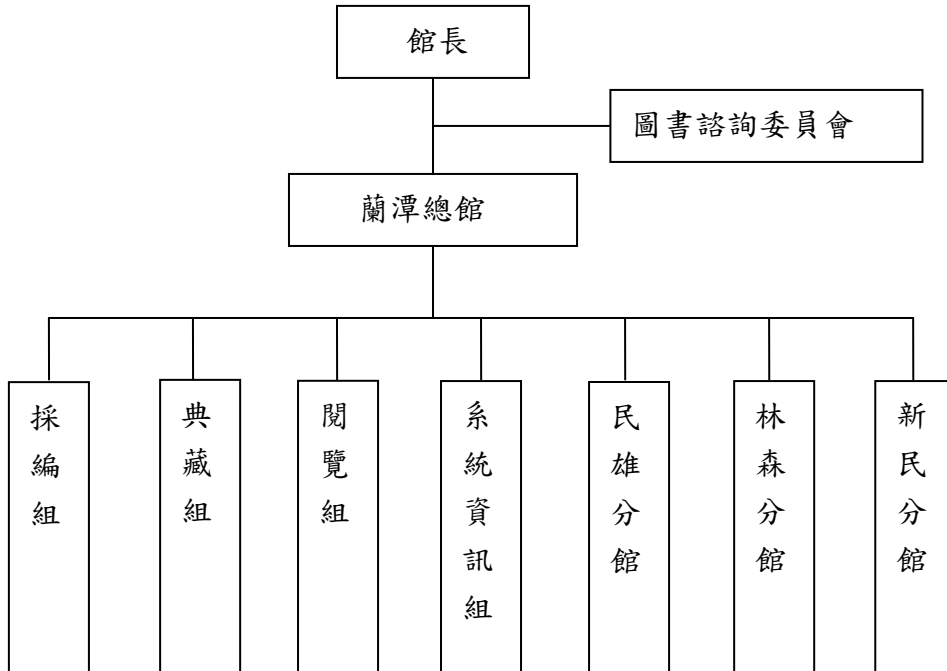 館長
圖書諮詢委員會
蘭潭總館
採編組
典藏組
閱覽組
系統資訊組
民雄分館
林森分館
新民分館